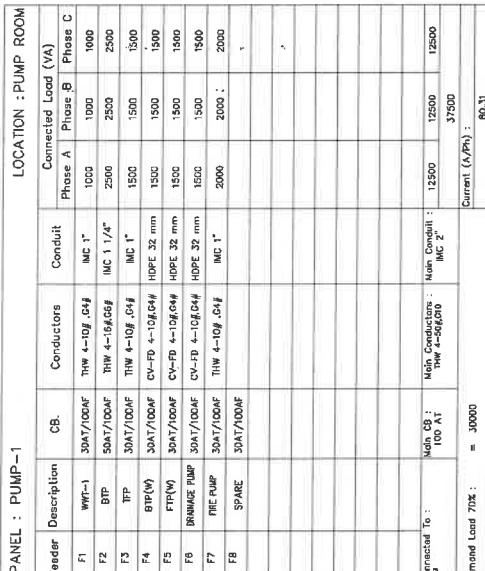 PANEL : PUMP-1 LOCATION : PUMP ROOM
eeder Description CB. Conductors Conduit Connected Load (VA)
Phase A Phase B Phase C
F1 WWT-1 30AT/100AF THW 4-10#,G4# IMC 1" 1000 1000 1000
F2 BTP 50AT/100AF THW 4-16#,G6# IMC 1 1/4" 2500 2500 2500
F3 TFP 30AT/100AF THW 4-10#,G4# IMC 1" 1500 1500 1500
F4 BTP(W) 30AT/100AF CV-FD 4-10#,G4# HDPE 32 mm 1500 1500 1500
F5 FTP(W) 30AT/100AF CV-FD 4-10#,G4# HDPE 32 mm 1500 1500 1500
F6 DRAINAGE PUMP 30AT/100AF CV-FD 4-10#,G4# HDPE 32 mm 1500 1500 1500
F7 FIRE PUMP 30AT/100AF THW 4-10#,G4# IMC 1" 2000 2000 2000
F8 SPARE 30AT/100AF
nnected To : Main CB : Main Conductors : Main Conduit : 12500 12500 12500
100 AT THW 4-50#,G10 IMC 2" 37500
mand Load 70% : = 30000 Current (A/Ph) :
80.31